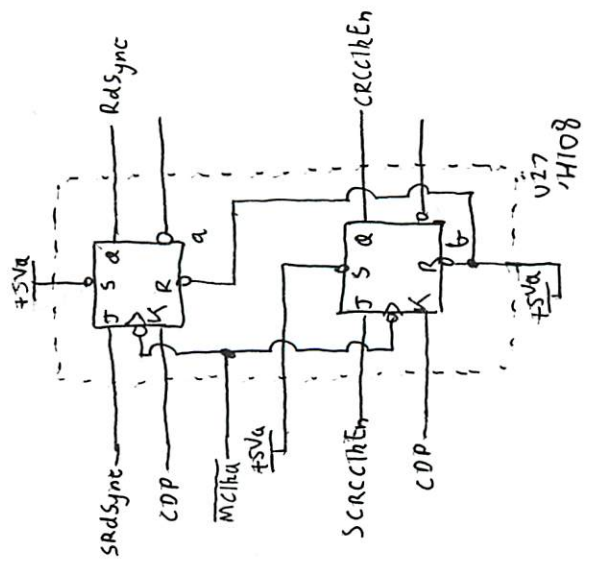 +5Va
SRdSync
J
S
Q
RdSync
CDP
K
R
a
MClka
+5Va
SCRCClkEn
J
S
Q
CRCClkEn
CDP
K
R
b
+5Va
U27
'H108